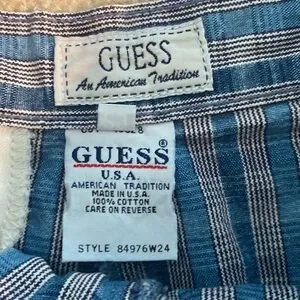 GUESS
An American Tradition
GUESS
U.S.A.
AMERICAN TRADITION
MADE IN U.S.A.
100% COTTON
CARE ON REVERSE
STYLE 84976W24